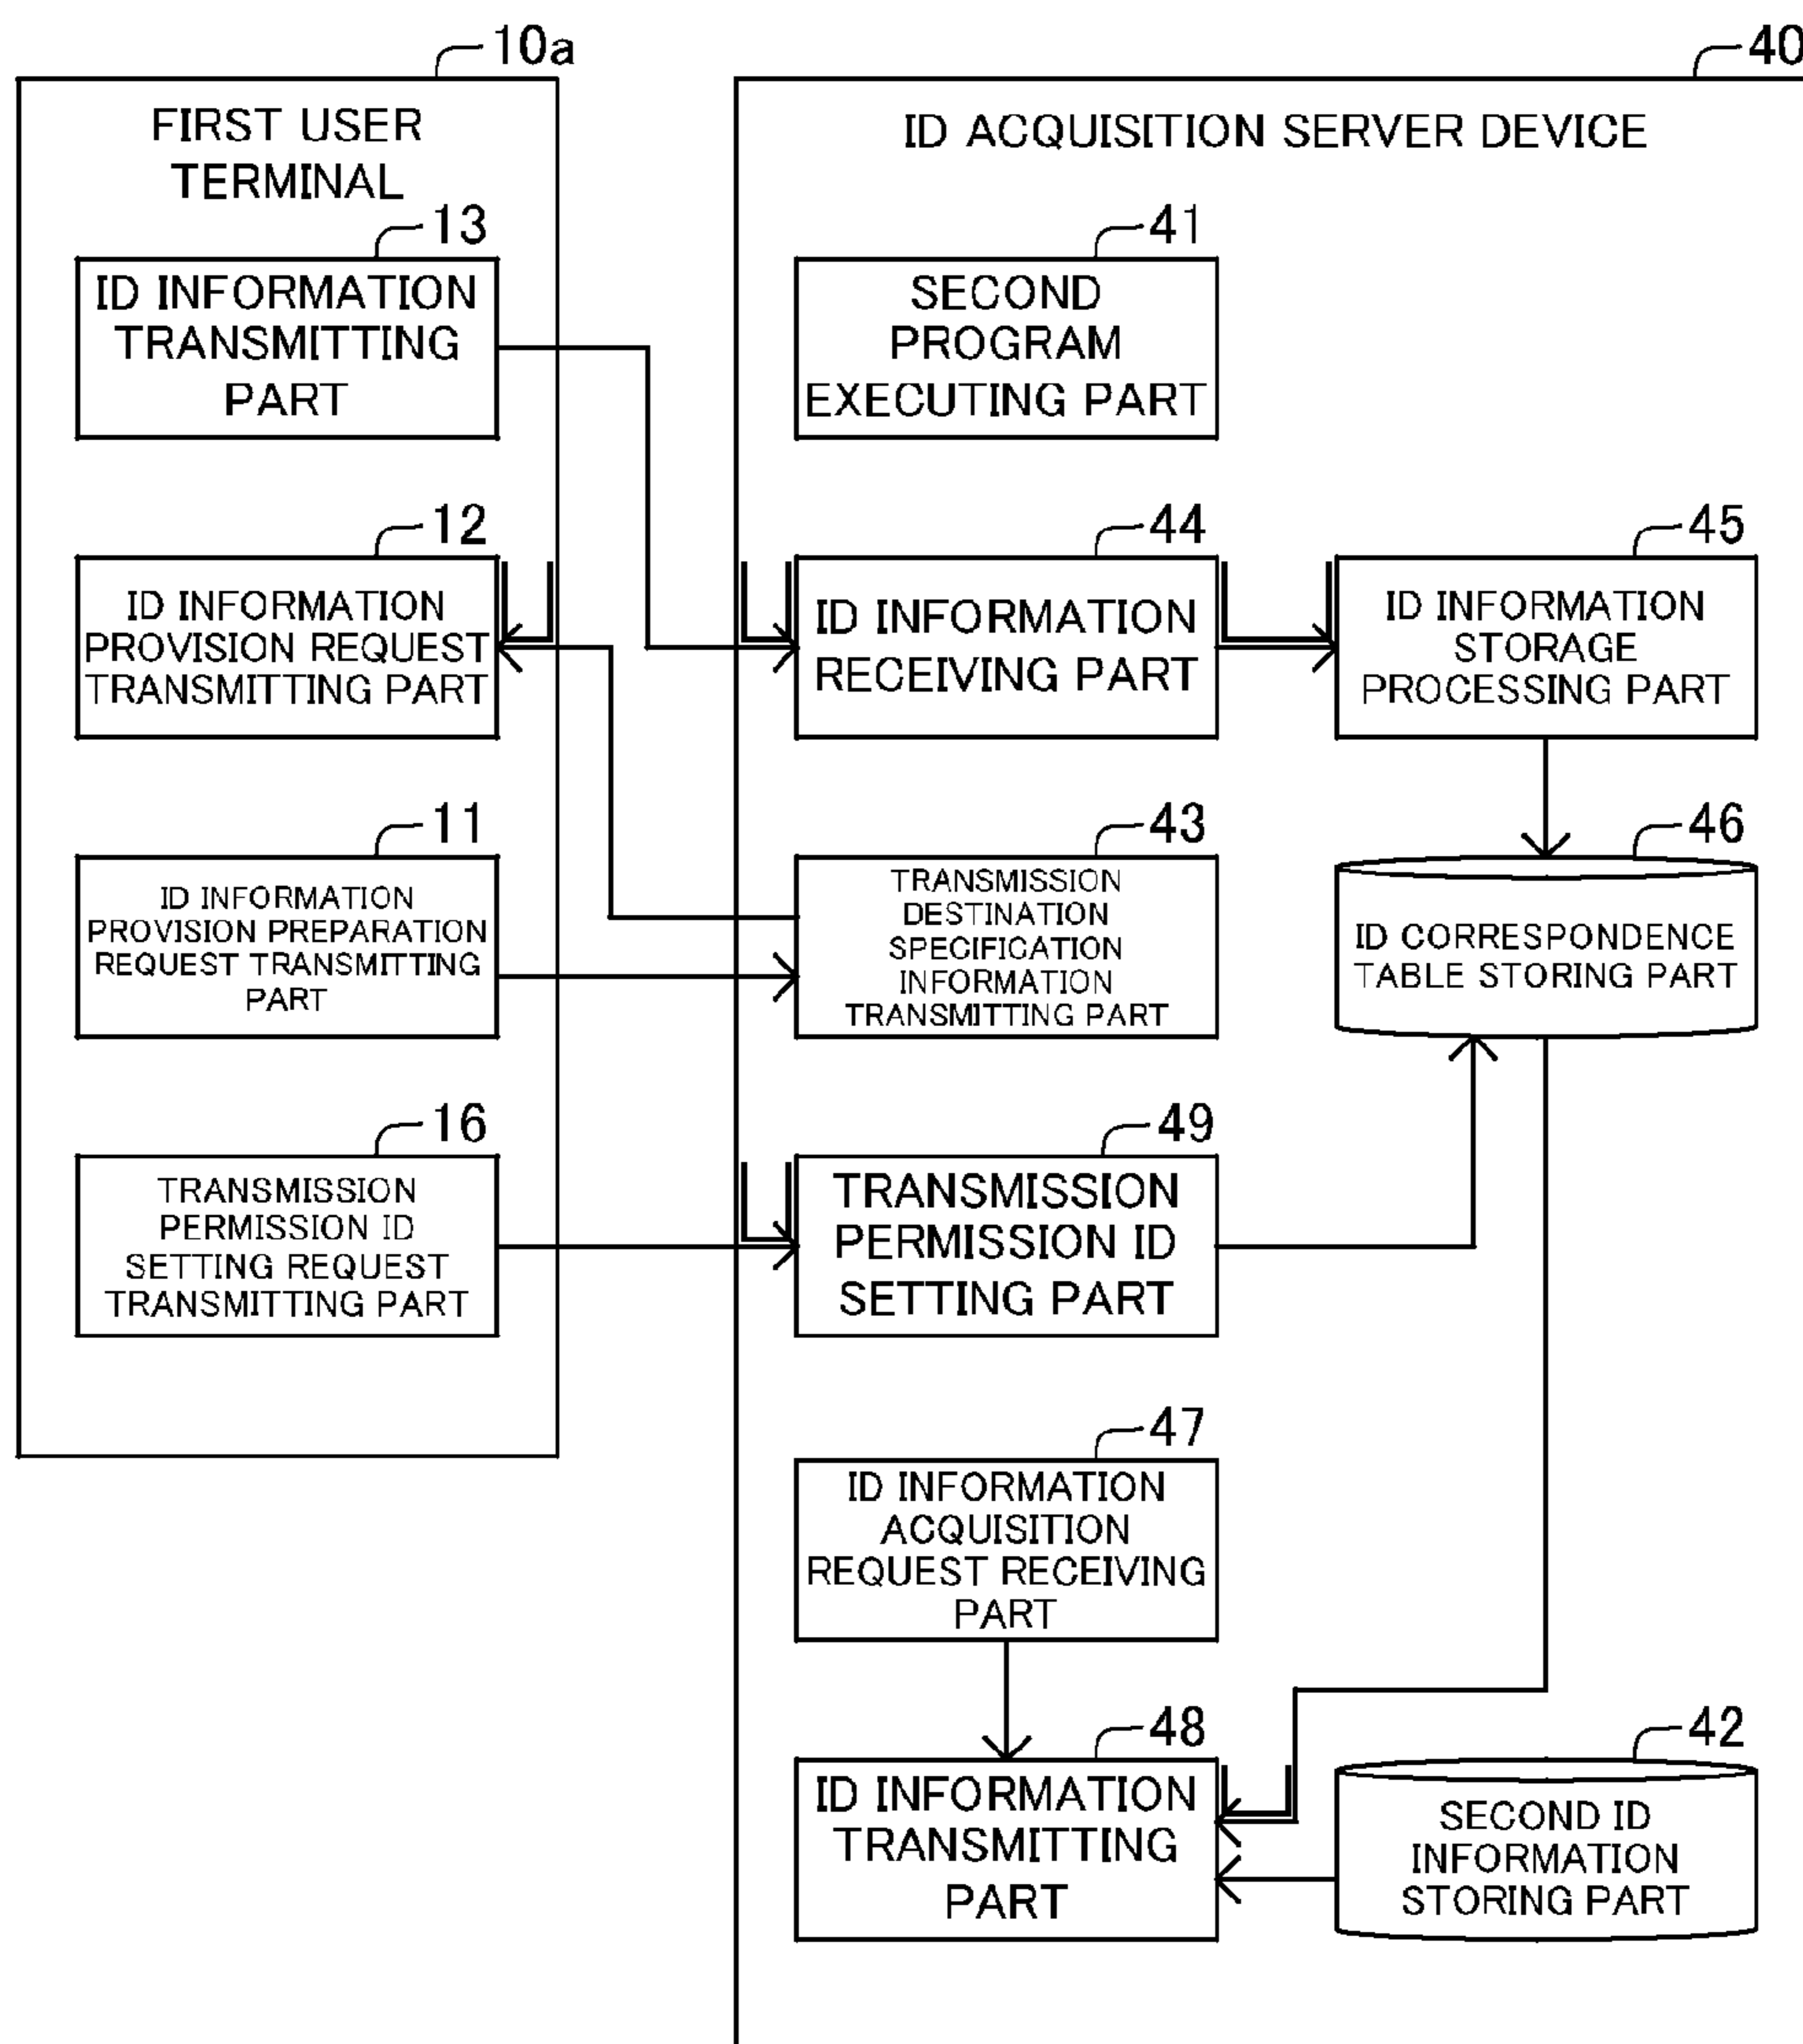 10a
FIRST USER
TERMINAL
13
ID INFORMATION
TRANSMITTING
PART
12
ID INFORMATION
PROVISION REQUEST
TRANSMITTING PART
11
ID INFORMATION
PROVISION PREPARATION
REQUEST TRANSMITTING
PART
16
TRANSMISSION
PERMISSION ID
SETTING REQUEST
TRANSMITTING PART
40
ID ACQUISITION SERVER DEVICE
41
SECOND
PROGRAM
EXECUTING PART
44
ID INFORMATION
RECEIVING PART
45
ID INFORMATION
STORAGE
PROCESSING PART
43
TRANSMISSION
DESTINATION
SPECIFICATION
INFORMATION
TRANSMITTING PART
46
ID CORRESPONDENCE
TABLE STORING PART
49
TRANSMISSION
PERMISSION ID
SETTING PART
47
ID INFORMATION
ACQUISITION
REQUEST RECEIVING
PART
48
ID INFORMATION
TRANSMITTING
PART
42
SECOND ID
INFORMATION
STORING PART